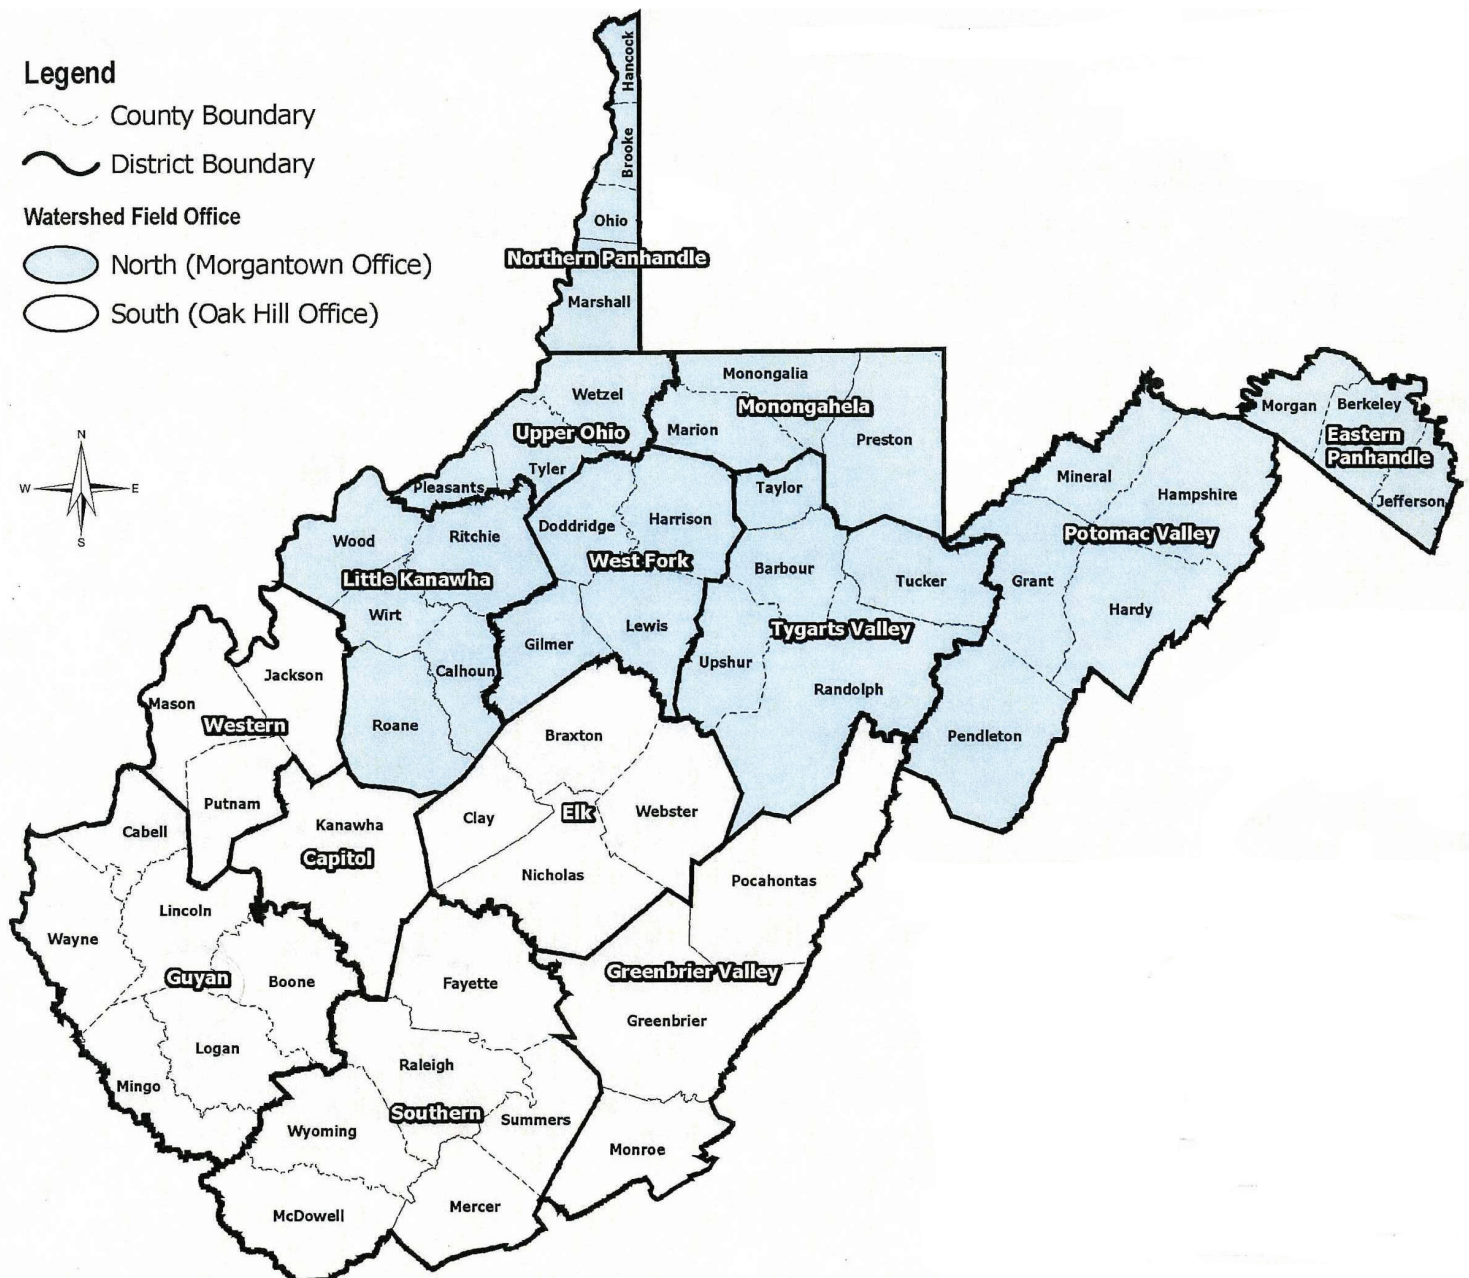 Legend
County Boundary
District Boundary
Watershed Field Office
North (Morgantown Office)
South (Oak Hill Office)
N
W
E
S
Hancock
Brooke
Ohio
Northern Panhandle
Marshall
Wetzel
Upper Ohio
Tyler
Pleasants
Monongalia
Monongahela
Marion
Preston
Taylor
Morgan
Berkeley
Eastern
Panhandle
Jefferson
Mineral
Hampshire
Potomac Valley
Grant
Hardy
Pendleton
Doddridge
Harrison
West Fork
Gilmer
Lewis
Barbour
Tucker
Tygarts Valley
Upshur
Randolph
Wood
Ritchie
Little Kanawha
Wirt
Calhoun
Roane
Jackson
Mason
Western
Putnam
Braxton
Clay
Elk
Webster
Nicholas
Kanawha
Capitol
Cabell
Lincoln
Wayne
Guyan
Boone
Logan
Mingo
Pocahontas
Greenbrier Valley
Greenbrier
Monroe
Fayette
Raleigh
Southern
Summers
Wyoming
Mercer
McDowell